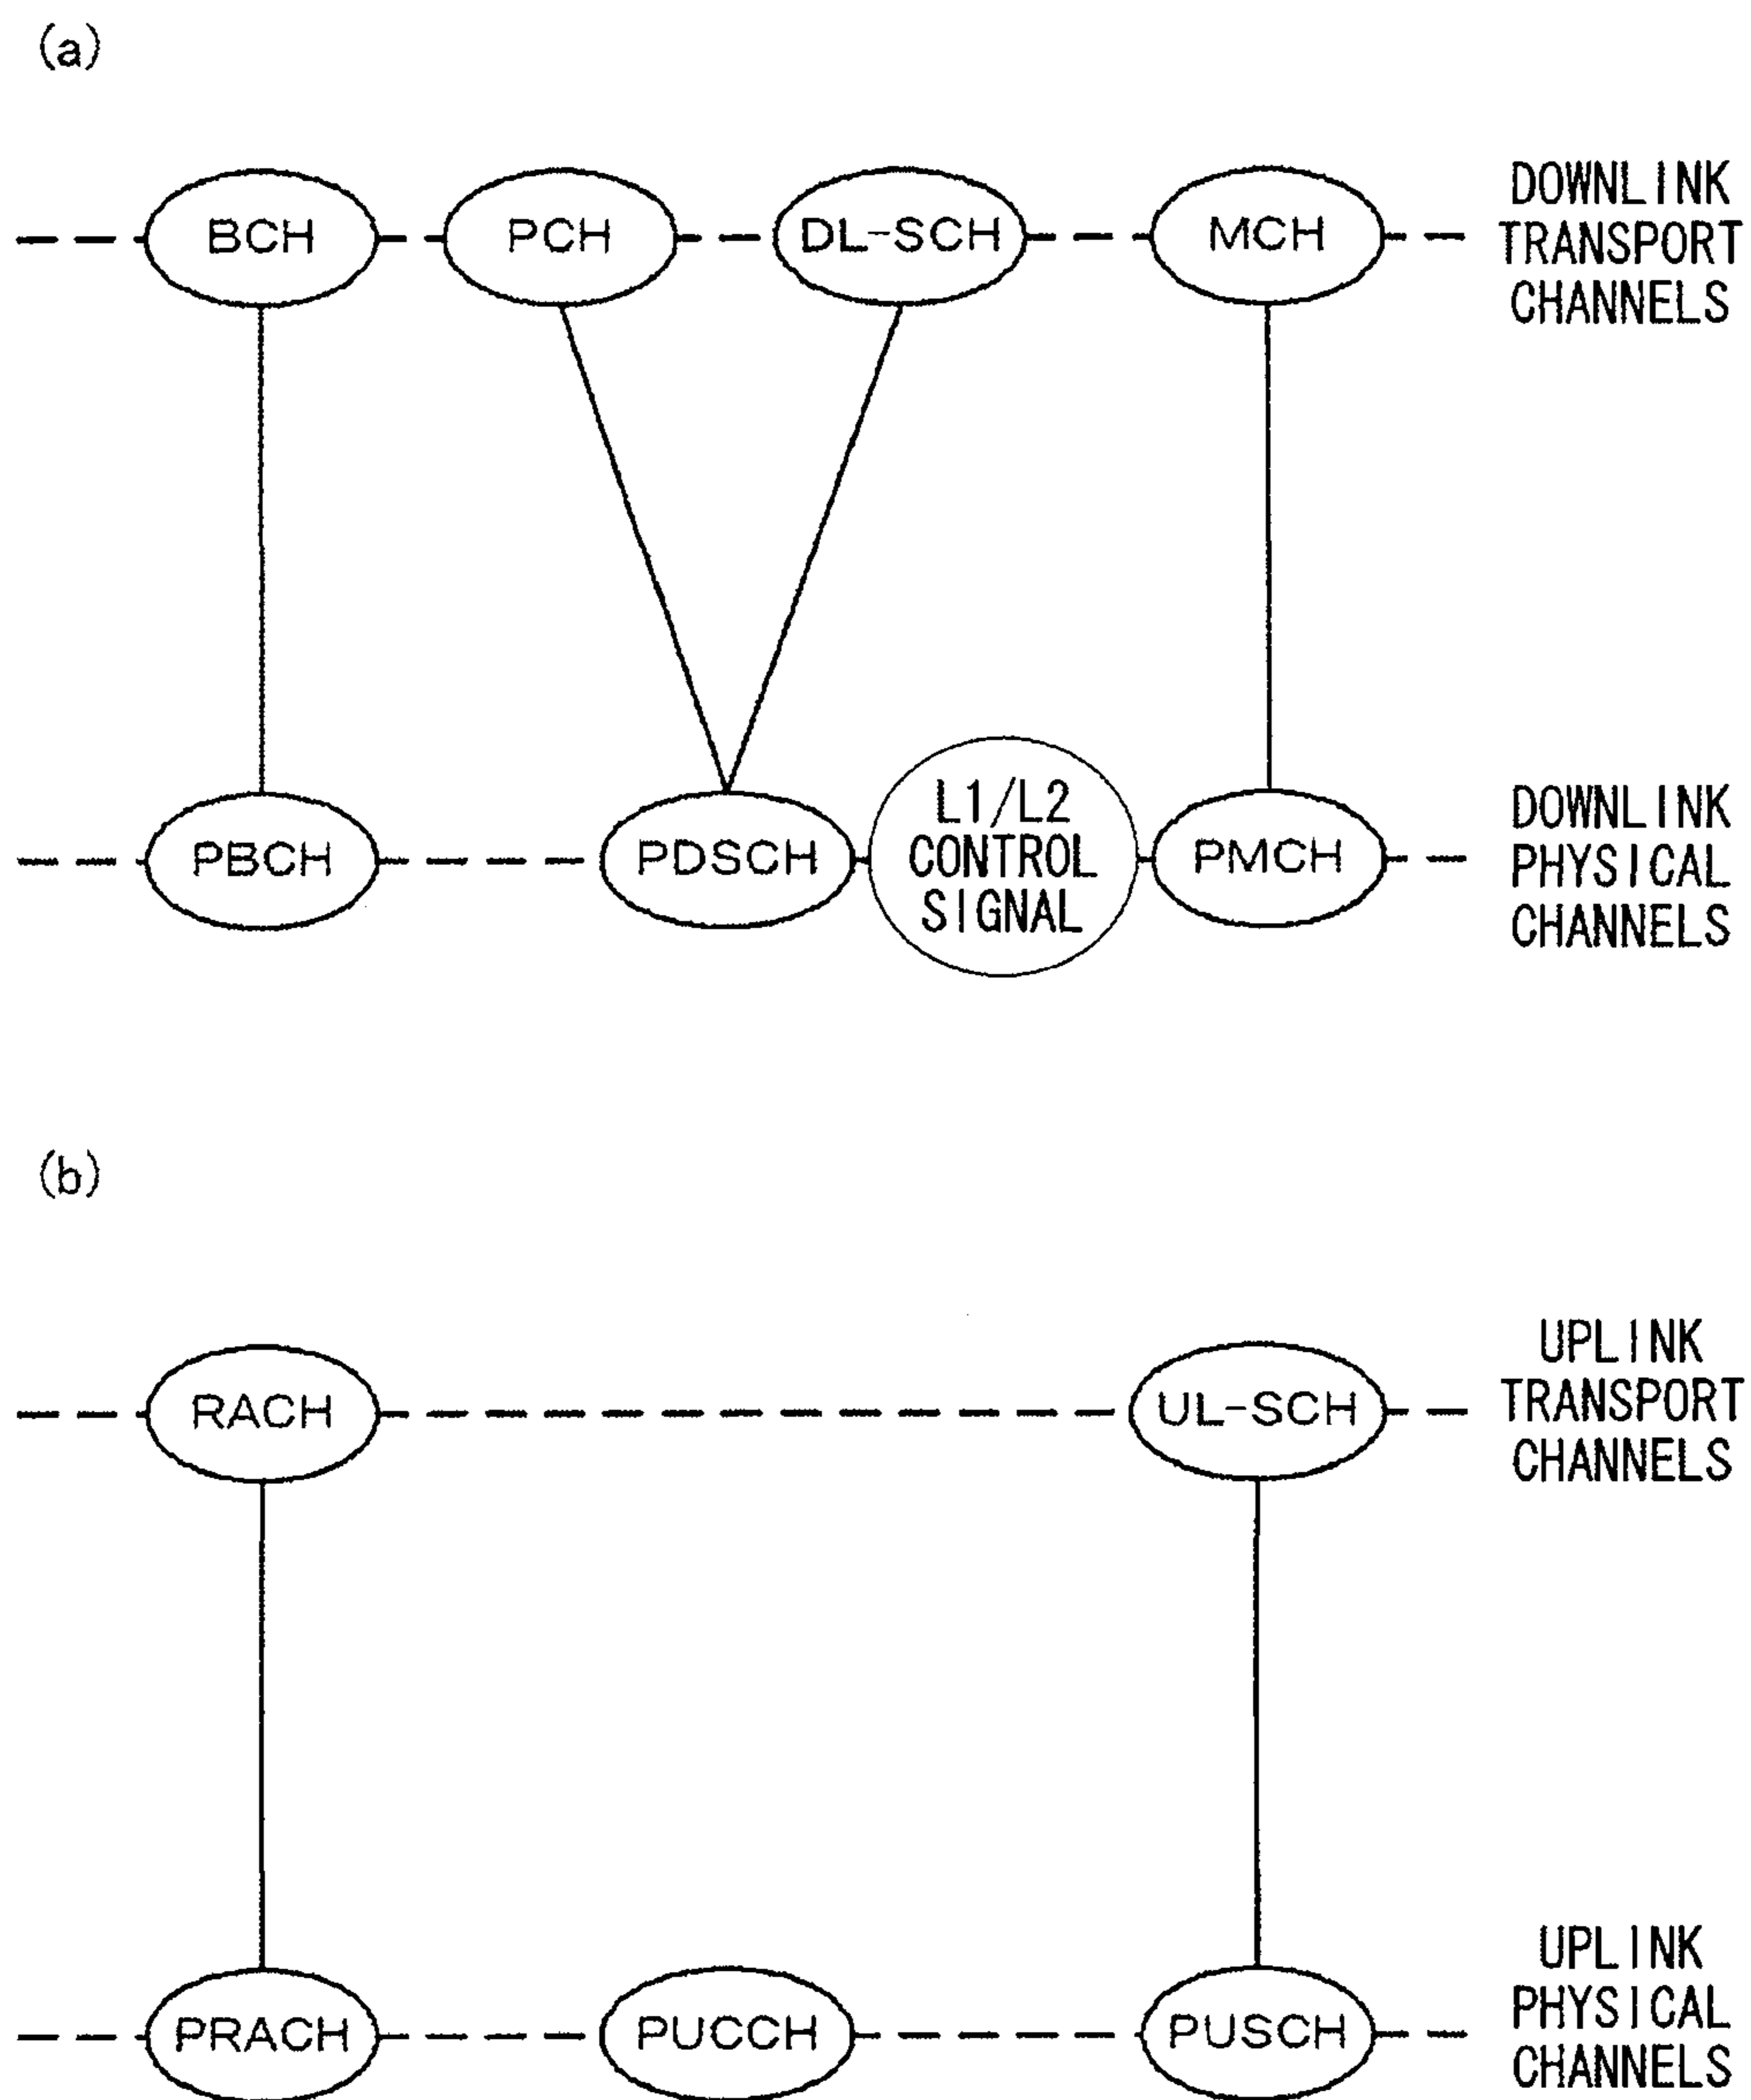 (a)
BCH
PCH
DL-SCH
MCH
DOWNLINK
TRANSPORT
CHANNELS
PBCH
PDSCH
L1/L2
CONTROL
SIGNAL
PMCH
DOWNLINK
PHYSICAL
CHANNELS
(b)
RACH
UL-SCH
UPLINK
TRANSPORT
CHANNELS
PRACH
PUCCH
PUSCH
UPLINK
PHYSICAL
CHANNELS